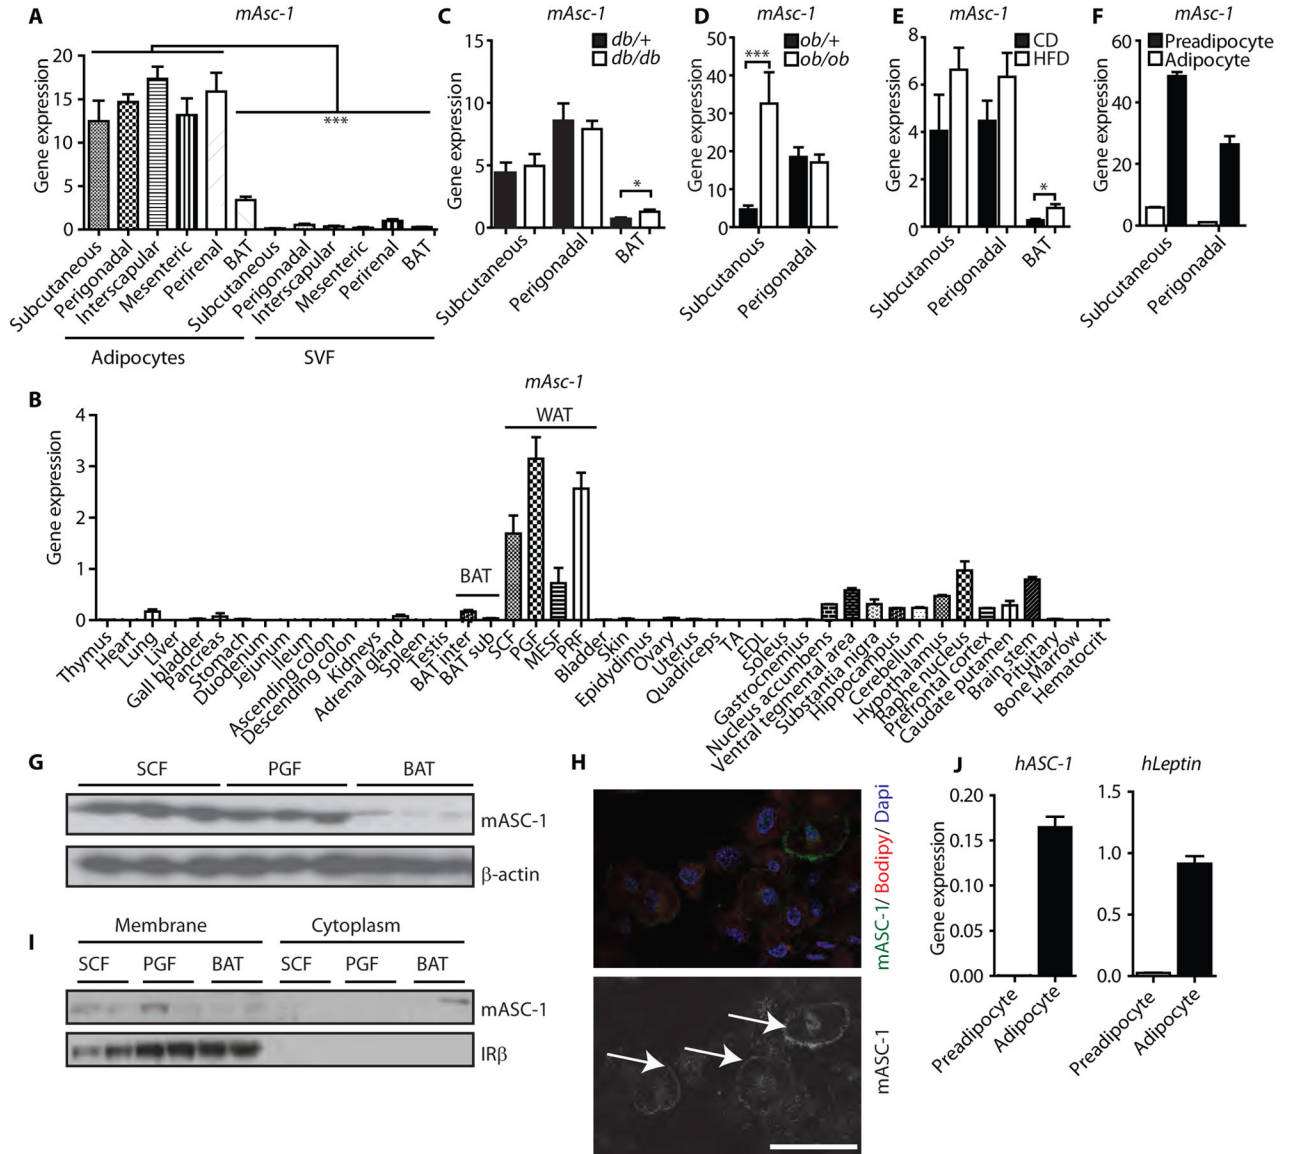 A
mAsc-1
Gene expression
20
15
10
5
0
Subcutaneous
Perigonadal
Interscapular
Mesenteric
Perirenal
BAT
Subcutaneous
Perigonadal
Interscapular
Mesenteric
Perirenal
BAT
Adipocytes
SVF
***
C
mAsc-1
db/+
db/db
Gene expression
15
10
5
0
*
Subcutaneous
Perigonadal
BAT
D
mAsc-1
ob/+
ob/ob
Gene expression
50
40
30
20
10
0
***
Subcutanous
Perigonadal
E
mAsc-1
CD
HFD
Gene expression
8
6
4
2
0
*
Subcutanous
Perigonadal
BAT
F
mAsc-1
Preadipocyte
Adipocyte
Gene expression
60
40
20
0
Subcutaneous
Perigonadal
B
mAsc-1
Gene expression
4
3
2
1
0
BAT
WAT
Thymus
Heart
Lung
Liver
Gall bladder
Pancreas
Stomach
Duodenum
Jejunum
Ileum
Ascending colon
Descending colon
Kidneys
Adrenal gland
Spleen
Testis
BAT inter
BAT sub
SCF
PGF
MESF
PRF
Bladder
Skin
Epidydimus
Ovary
Uterus
Quadriceps
TA
EDL
Soleus
Gastrocnemius
Nucleus accumbens
Ventral tegmental area
Substantia nigra
Hippocampus
Cerebellum
Hypothalamus
Raphe nucleus
Prefrontal cortex
Caudate putamen
Brain stem
Pituitary
Bone Marrow
Hematocrit
G
SCF PGF BAT
mASC-1
β-actin
I
Membrane Cytoplasm
SCF PGF BAT SCF PGF BAT
mASC-1
IRβ
H
mASC-1/ Bodipy/ Dapi
mASC-1
J
hASC-1
Gene expression
0.20
0.15
0.10
0.05
0.00
Preadipocyte
Adipocyte
hLeptin
1.5
1.0
0.5
0.0
Preadipocyte
Adipocyte